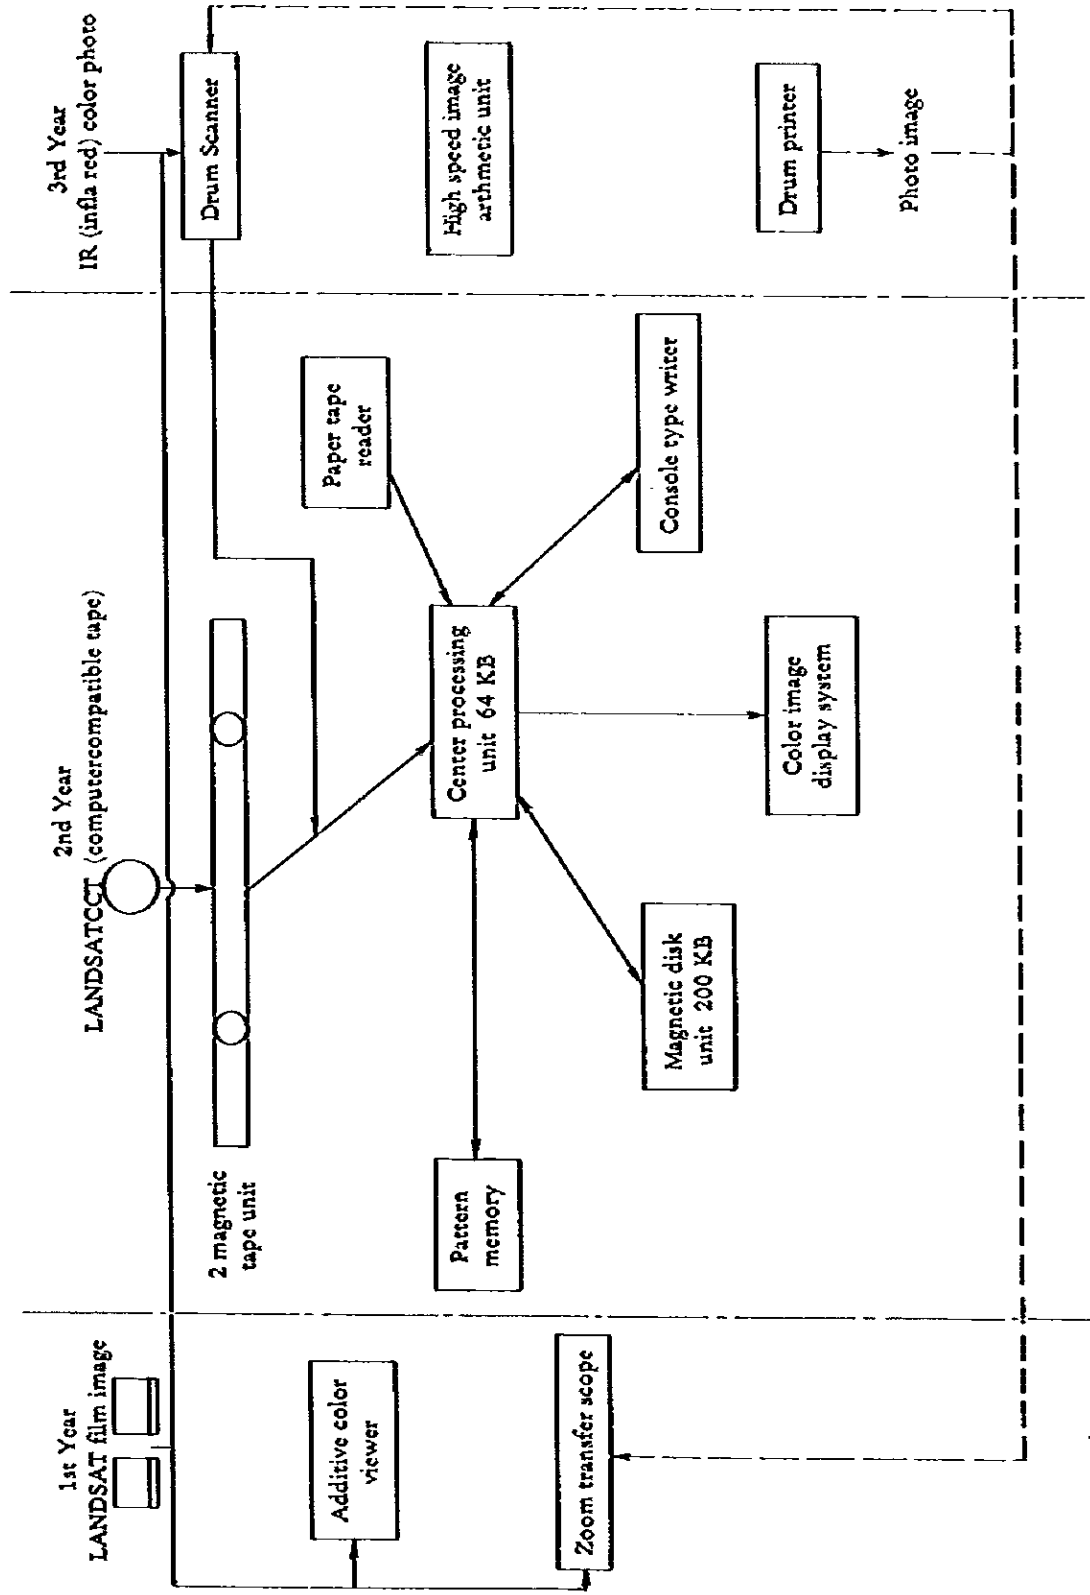 1st Year
LANDSAT film image
Additive color
viewer
Zoom transfer scope
2nd Year
LANDSATCCT (computercompatible tape)
2 magnetic
tape unit
Pattern
memory
Center processing
unit 64 KB
Paper tape
reader
Magnetic disk
unit 200 KB
Console type writer
Color image
display system
3rd Year
IR (infla red) color photo
Drum Scanner
High speed image
arthmetic unit
Drum printer
Photo image